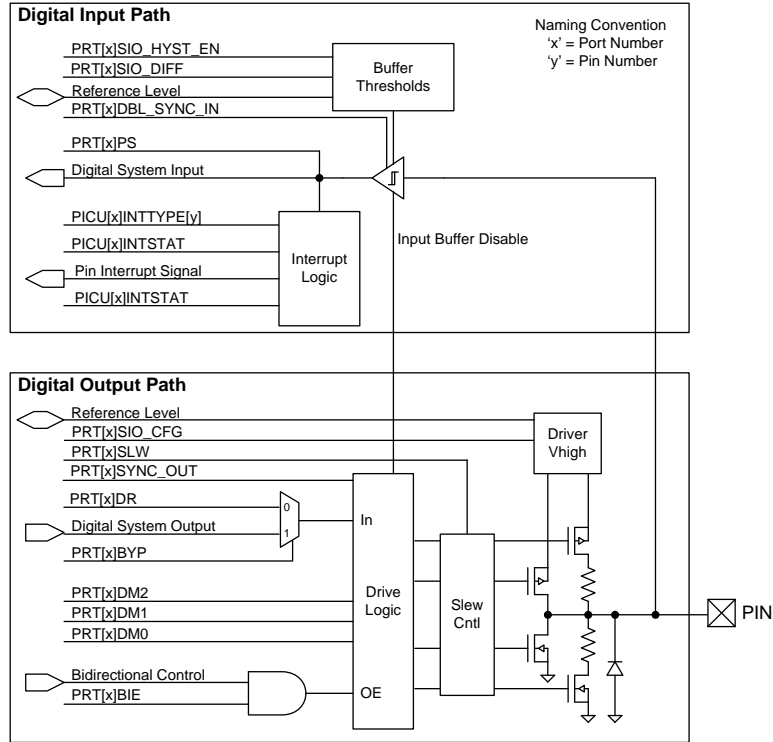 Digital Input Path
Naming Convention
'x' = Port Number
'y' = Pin Number
PRT[x]SIO_HYST_EN
PRT[x]SIO_DIFF
Reference Level
PRT[x]DBL_SYNC_IN
Buffer
Thresholds
PRT[x]PS
Digital System Input
PICU[x]INTTYPE[y]
PICU[x]INTSTAT
Pin Interrupt Signal
PICU[x]INTSTAT
Interrupt
Logic
Input Buffer Disable
Digital Output Path
Reference Level
PRT[x]SIO_CFG
PRT[x]SLW
PRT[x]SYNC_OUT
Driver
Vhigh
PRT[x]DR
Digital System Output
PRT[x]BYP
0
1
In
PRT[x]DM2
PRT[x]DM1
PRT[x]DM0
Drive
Logic
Slew
Cntl
PIN
Bidirectional Control
PRT[x]BIE
OE